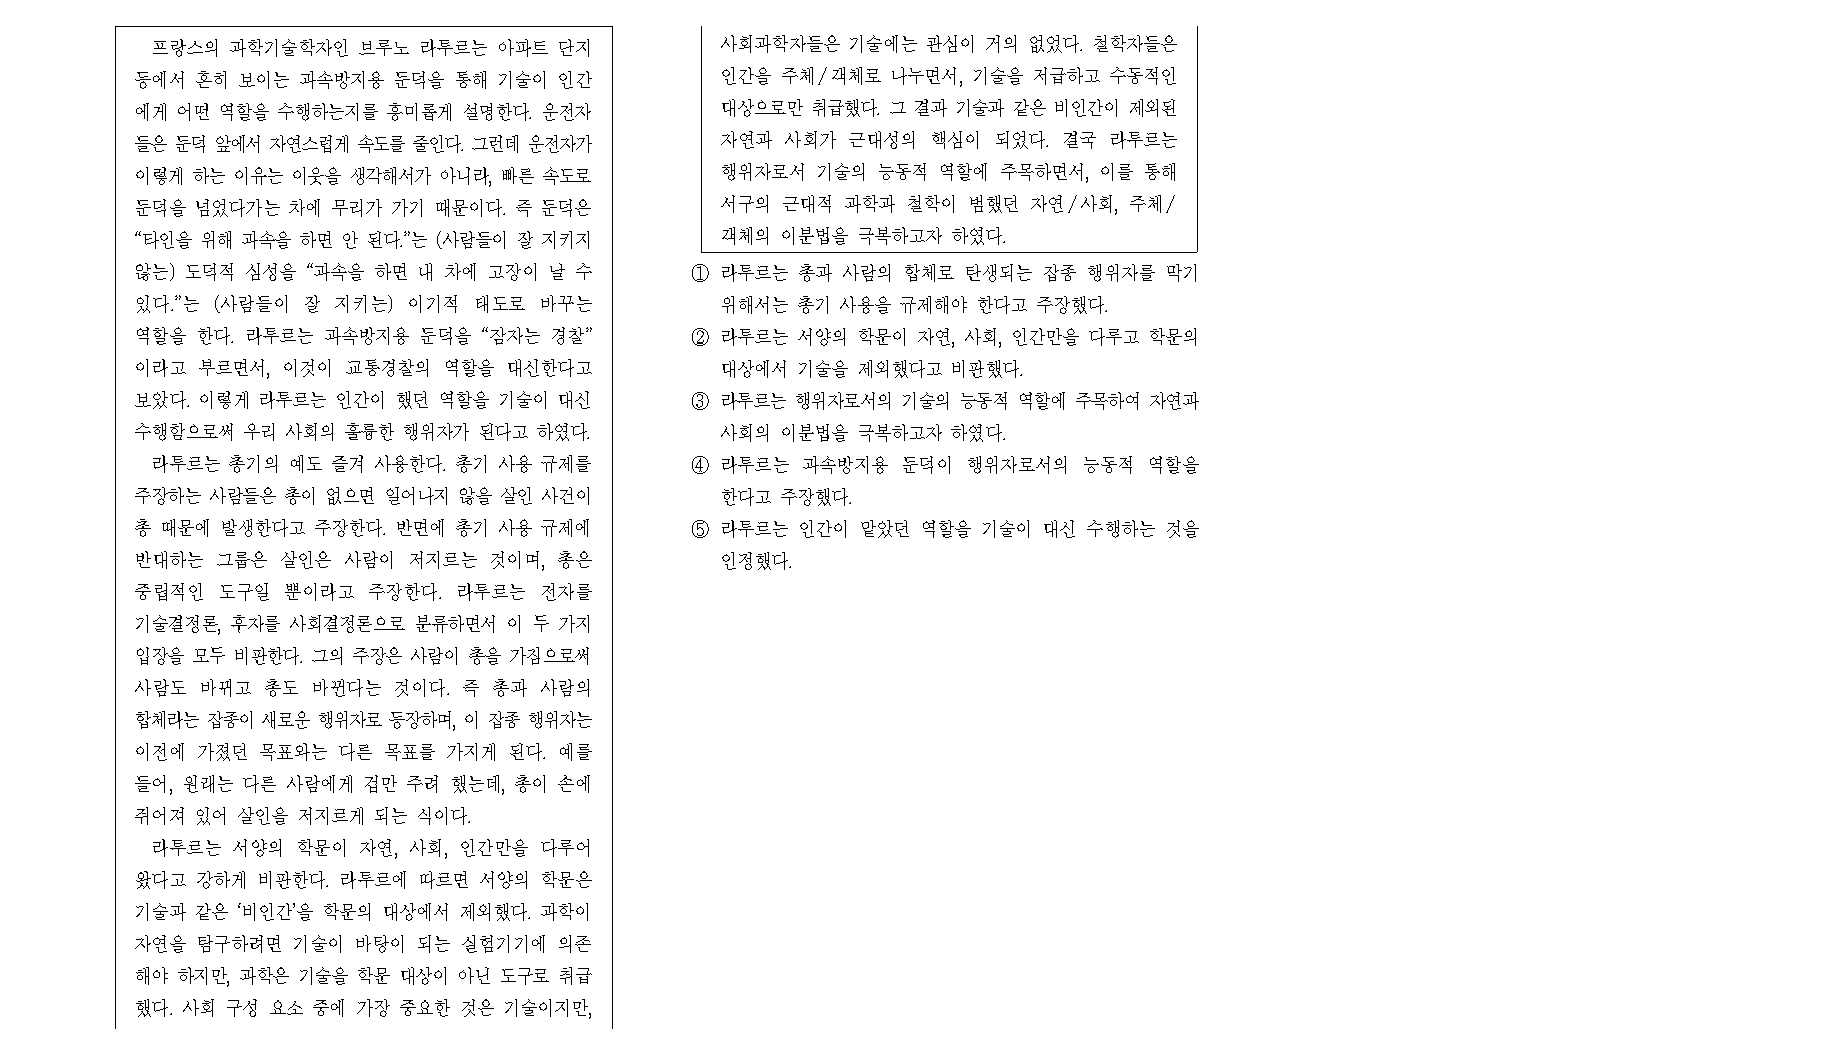 프랑스의 과학기술학자인 브루노 라투르는 아파트 단지
등에서 흔히 보이는 과속방지용 둔덕을 통해 기술이 인간
에게 어떤 역할을 수행하는지를 흥미롭게 설명한다. 운전자
들은 둔덕 앞에서 자연스럽게 속도를 줄인다. 그런데 운전자가
이렇게 하는 이유는 이웃을 생각해서가 아니라, 빠른 속도로
둔덕을 넘었다가는 차에 무리가 가기 때문이다. 즉 둔덕은
“타인을 위해 과속을 하면 안 된다.”는 (사람들이 잘 지키지
않는) 도덕적 심성을 “과속을 하면 내 차에 고장이 날 수
있다.”는 (사람들이 잘 지키는) 이기적 태도로 바꾸는
역할을 한다. 라투르는 과속방지용 둔덕을 “잠자는 경찰”
이라고 부르면서, 이것이 교통경찰의 역할을 대신한다고
보았다. 이렇게 라투르는 인간이 했던 역할을 기술이 대신
수행함으로써 우리 사회의 훌륭한 행위자가 된다고 하였다.
라투르는 총기의 예도 즐겨 사용한다. 총기 사용 규제를
주장하는 사람들은 총이 없으면 일어나지 않을 살인 사건이
총 때문에 발생한다고 주장한다. 반면에 총기 사용 규제에
반대하는 그룹은 살인은 사람이 저지르는 것이며, 총은
중립적인 도구일 뿐이라고 주장한다. 라투르는 전자를
기술결정론, 후자를 사회결정론으로 분류하면서 이 두 가지
입장을 모두 비판한다. 그의 주장은 사람이 총을 가짐으로써
사람도 바뀌고 총도 바뀐다는 것이다. 즉 총과 사람의
합체라는 잡종이 새로운 행위자로 등장하며, 이 잡종 행위자는
이전에 가졌던 목표와는 다른 목표를 가지게 된다. 예를
들어, 원래는 다른 사람에게 겁만 주려 했는데, 총이 손에
쥐어져 있어 살인을 저지르게 되는 식이다.
라투르는 서양의 학문이 자연, 사회, 인간만을 다루어
왔다고 강하게 비판한다. 라투르에 따르면 서양의 학문은
기술과 같은 ‘비인간’을 학문의 대상에서 제외했다. 과학이
자연을 탐구하려면 기술이 바탕이 되는 실험기기에 의존
해야 하지만, 과학은 기술을 학문 대상이 아닌 도구로 취급
했다. 사회 구성 요소 중에 가장 중요한 것은 기술이지만,
사회과학자들은 기술에는 관심이 거의 없었다. 철학자들은
인간을 주체/객체로 나누면서, 기술을 저급하고 수동적인
대상으로만 취급했다. 그 결과 기술과 같은 비인간이 제외된
자연과 사회가 근대성의 핵심이 되었다. 결국 라투르는
행위자로서 기술의 능동적 역할에 주목하면서, 이를 통해
서구의 근대적 과학과 철학이 범했던 자연/사회, 주체/
객체의 이분법을 극복하고자 하였다.
① 라투르는 총과 사람의 합체로 탄생되는 잡종 행위자를 막기
위해서는 총기 사용을 규제해야 한다고 주장했다.
② 라투르는 서양의 학문이 자연, 사회, 인간만을 다루고 학문의
대상에서 기술을 제외했다고 비판했다.
③ 라투르는 행위자로서의 기술의 능동적 역할에 주목하여 자연과
사회의 이분법을 극복하고자 하였다.
④ 라투르는 과속방지용 둔덕이 행위자로서의 능동적 역할을
한다고 주장했다.
⑤ 라투르는 인간이 맡았던 역할을 기술이 대신 수행하는 것을
인정했다.